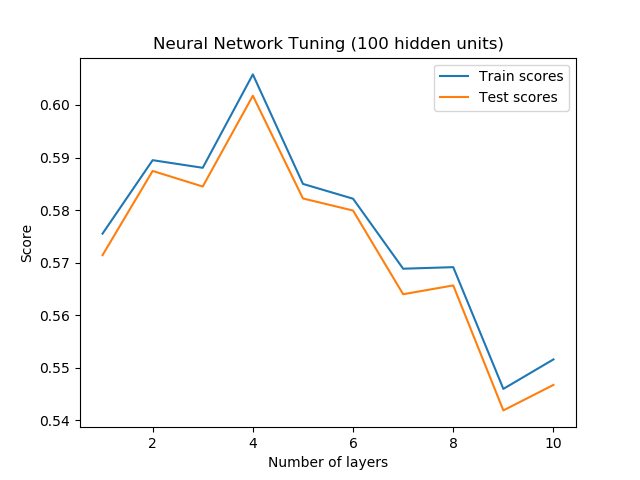 Neural Network Tuning (100 hidden units)
Train scores
Test scores
0.60
0.59
0.58
0.57
0.56
0.55
0.54
Score
2
4
6
8
10
Number of layers